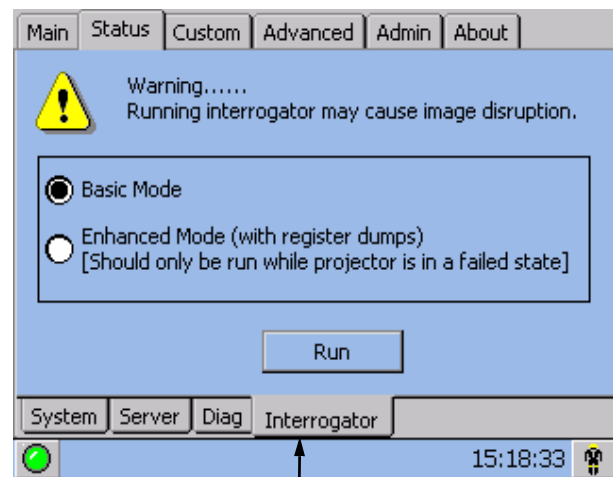 Main Status Custom Advanced Admin About
Warning......
Running interrogator may cause image disruption.
Basic Mode
Enhanced Mode (with register dumps)
[Should only be run while projector is in a failed state]
Run
System Server Diag Interrogator
15:18:33